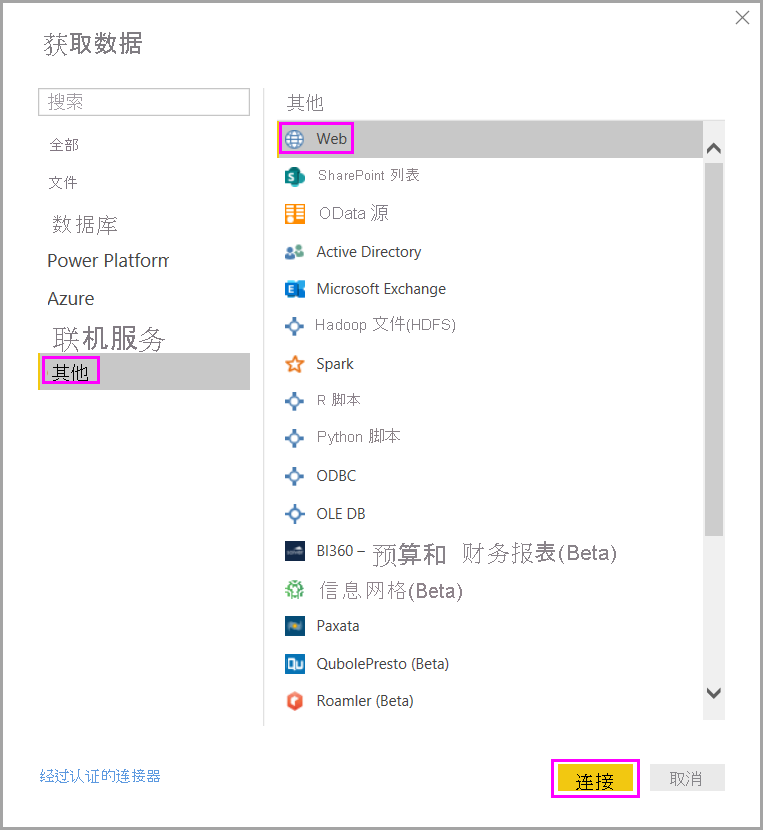 获取数据
搜索
全部
文件
数据库
Power Platform
Azure
联机服务
其他
其他
Web
SharePoint 列表
OData 源
Active Directory
Microsoft Exchange
Hadoop 文件(HDFS)
Spark
R 脚本
Python 脚本
ODBC
OLE DB
BI360 – 预算和 财务报表(Beta)
信息网格(Beta)
Paxata
QubolePresto (Beta)
Roamler (Beta)
经过认证的连接器
连接
取消